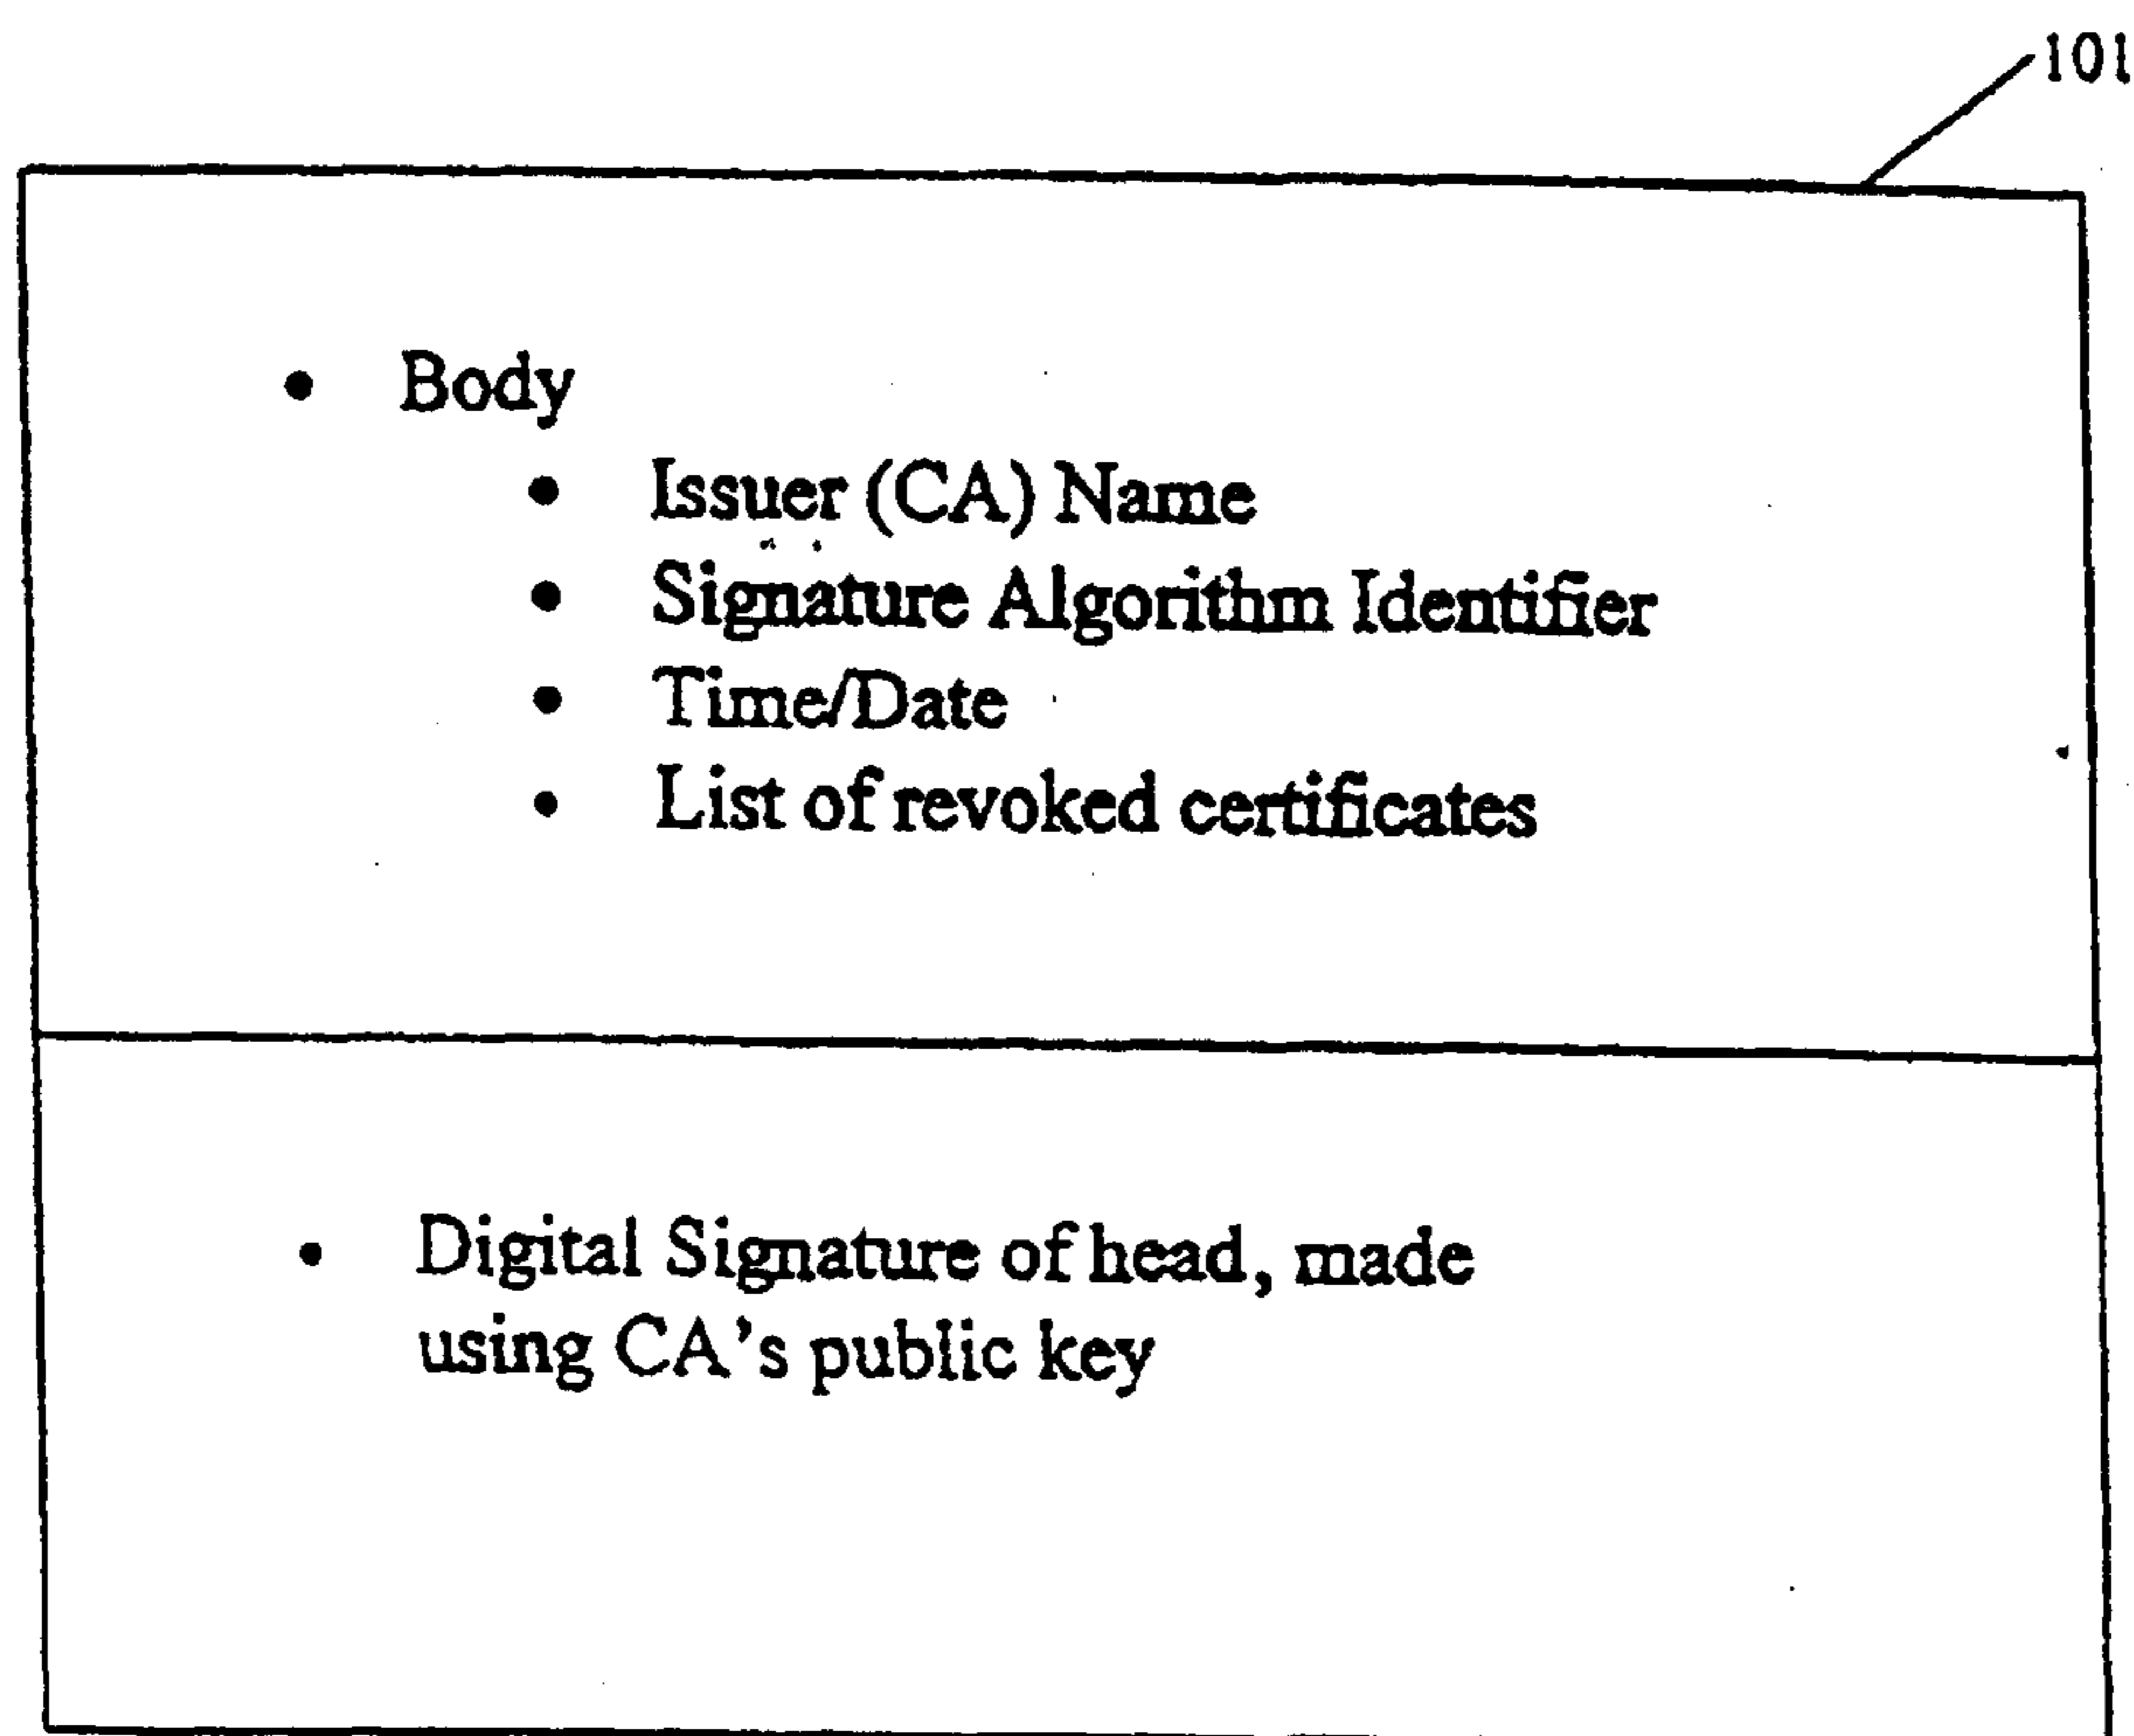 101
• Body
• Issuer (CA) Name
• Signature Algorithm Identifier
• Time/Date
• List of revoked certificates
• Digital Signature of head, made
using CA's public key